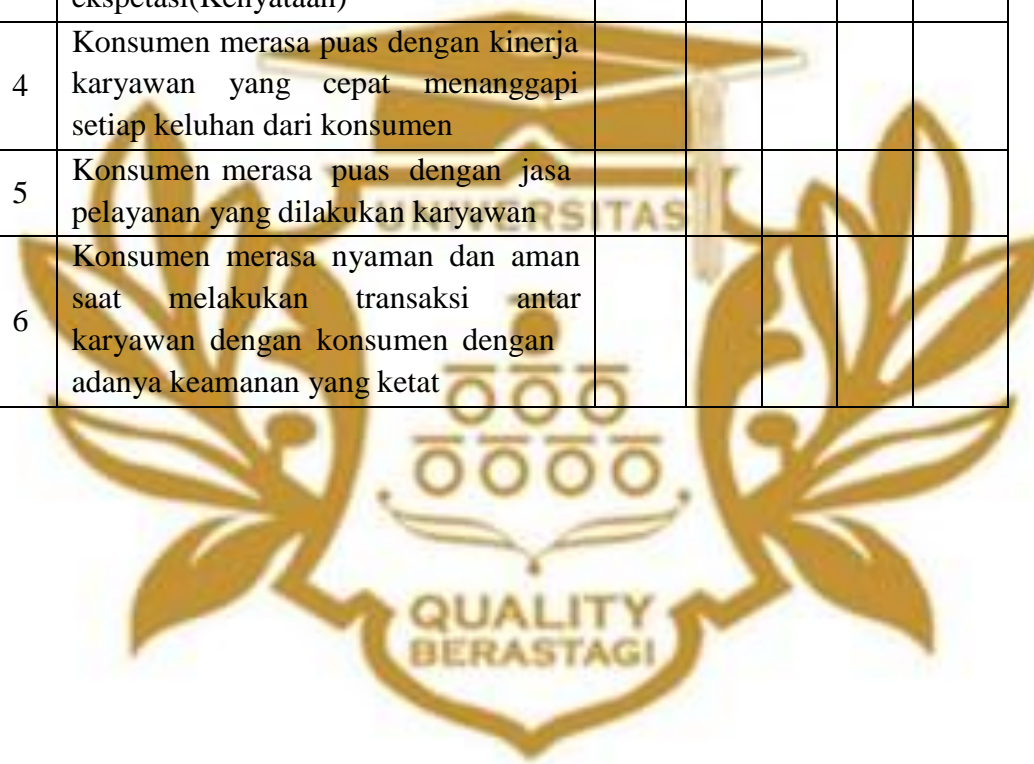 ekspetasi(Kenyataan)
4
Konsumen merasa puas dengan kinerja
karyawan yang cepat menanggapi
setiap keluhan dari konsumen
5
Konsumen merasa puas dengan jasa
pelayanan yang dilakukan karyawan
6
Konsumen merasa nyaman dan aman
saat melakukan transaksi antar
karyawan dengan konsumen dengan
adanya keamanan yang ketat
UNIVERSITAS
QUALITY
BERASTAGI